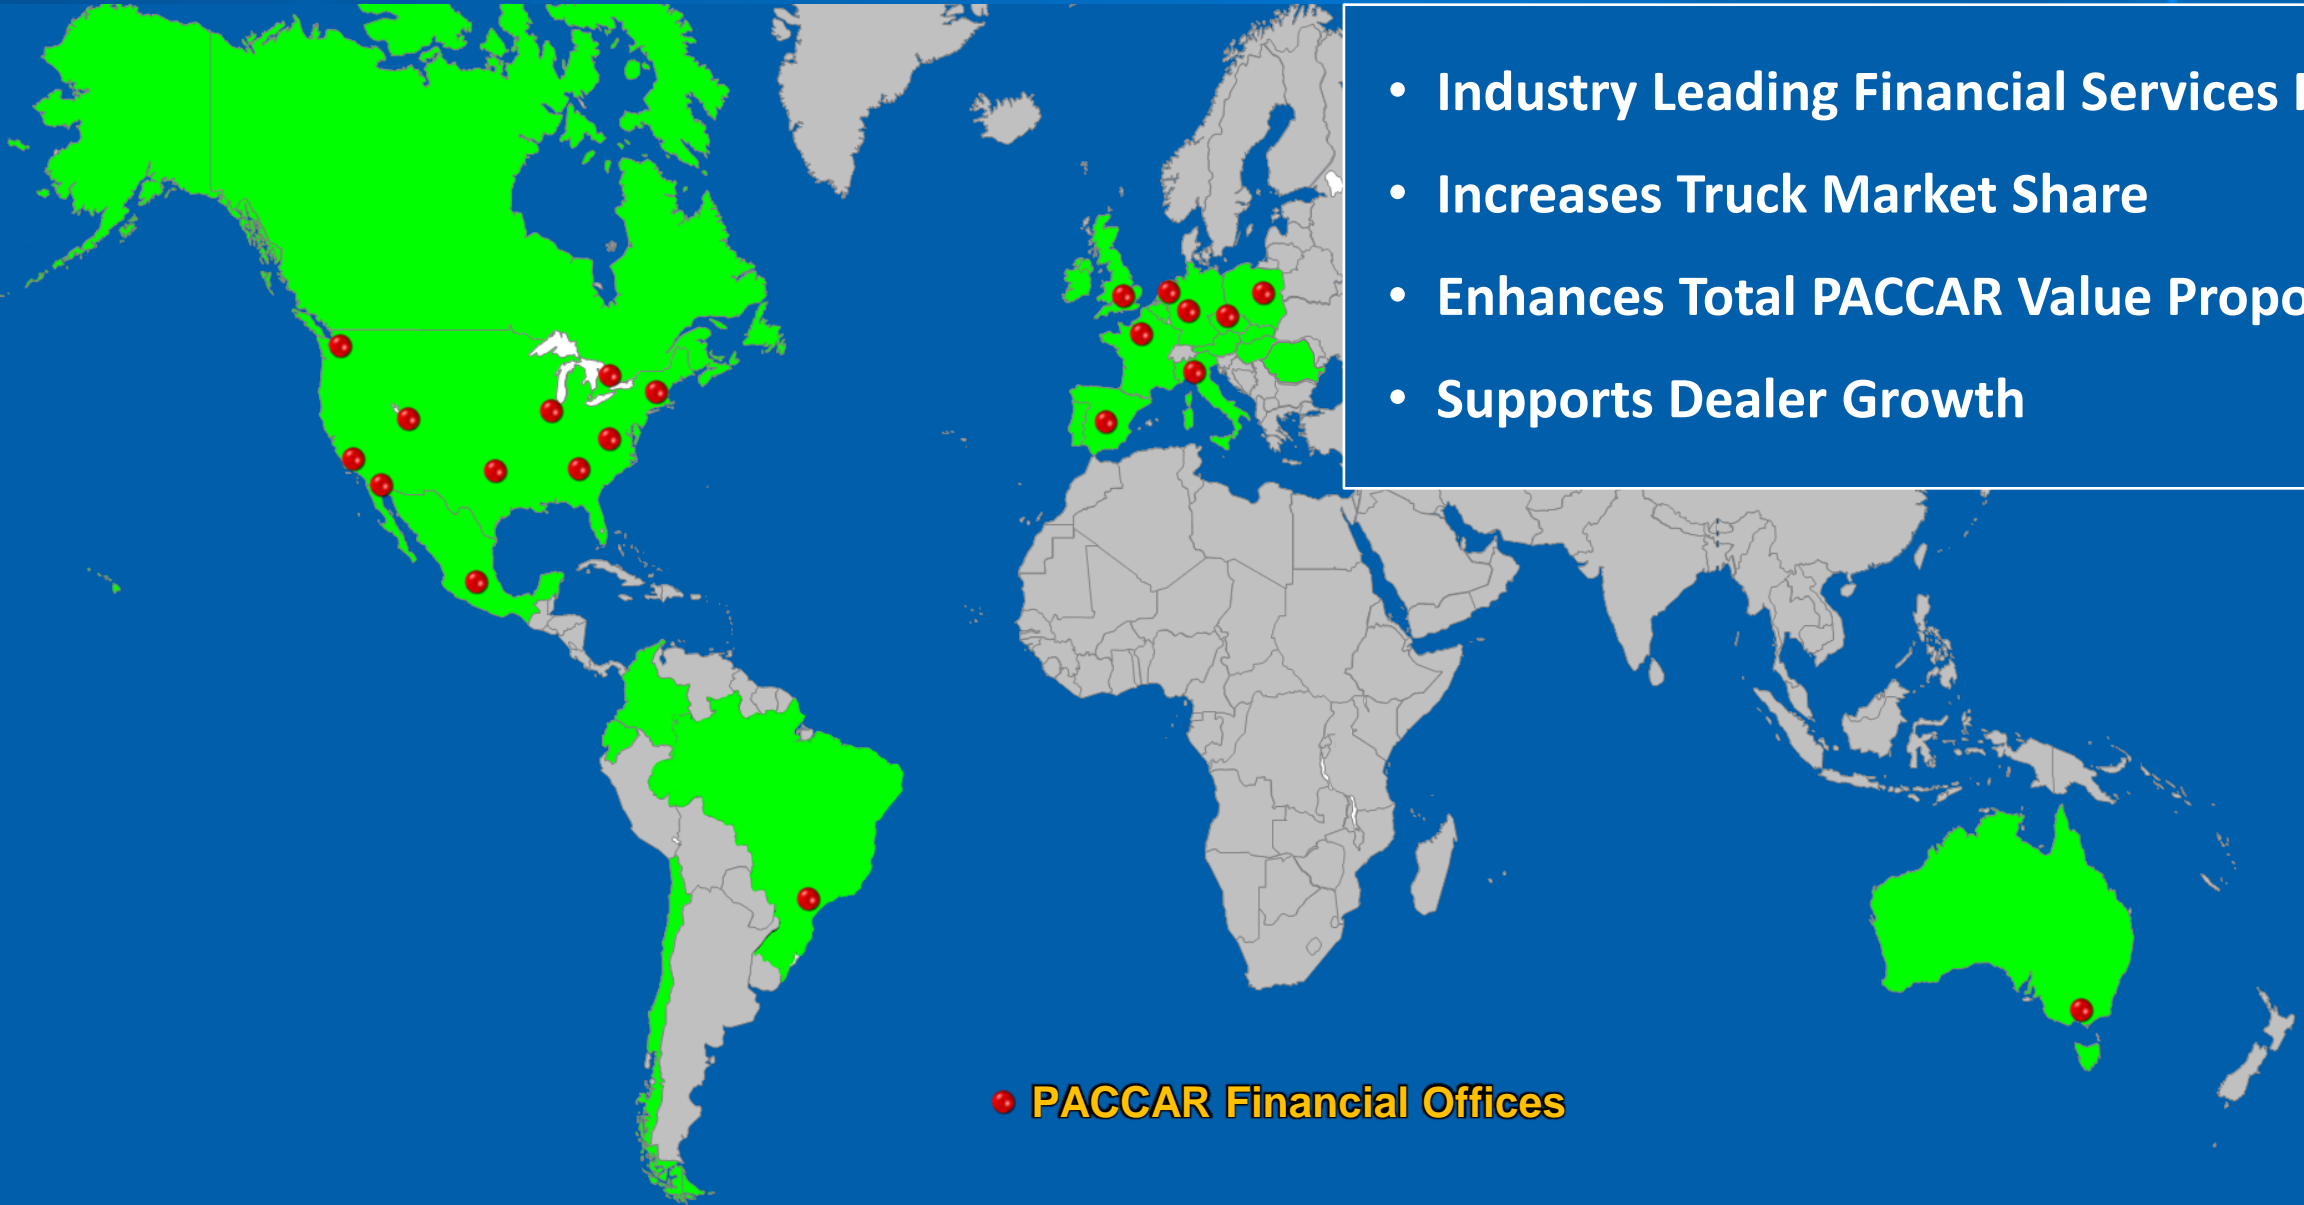 • Industry Leading Financial Services
• Increases Truck Market Share
• Enhances Total PACCAR Value
• Supports Dealer Growth
PACCAR Financial Offices